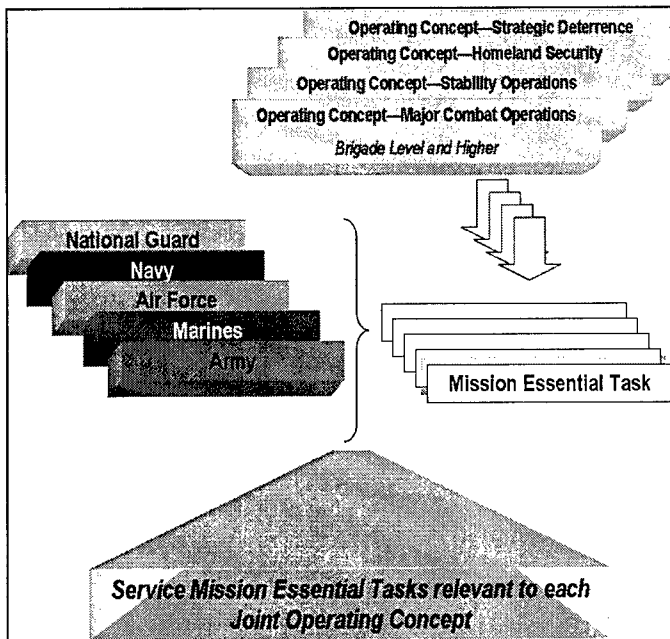 Operating Concept—Strategic Deterrence
Operating Concept—Homeland Security
Operating Concept—Stability Operations
Operating Concept—Major Combat Operations
Brigade Level and Higher
National Guard
Navy
Air Force
Marines
Army
Mission Essential Task
Service Mission Essential Tasks relevant to each
Joint Operating Concept